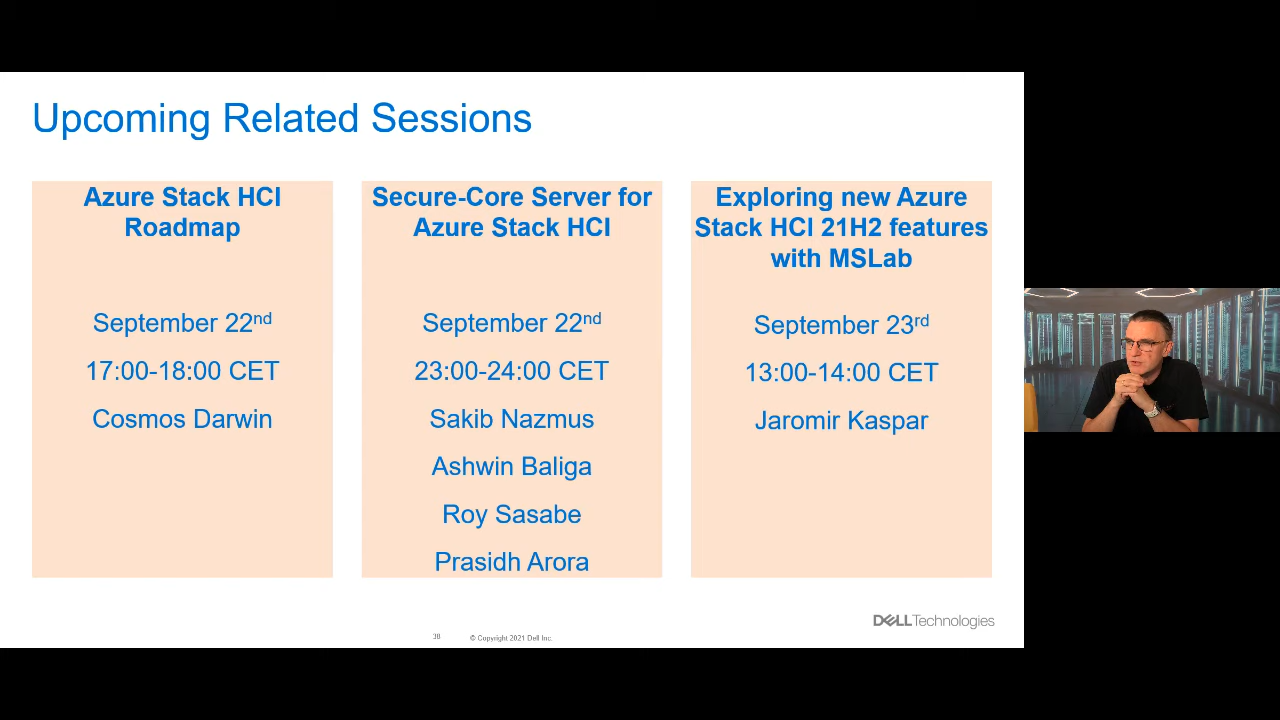 Upcoming Related Sessions
Azure Stack HCI
Roadmap
September 22nd
17:00-18:00 CET
Cosmos Darwin
Secure-Core Server for
Azure Stack HCI
September 22nd
23:00-24:00 CET
Sakib Nazmus
Ashwin Baliga
Roy Sasabe
Prasidh Arora
Exploring new Azure
Stack HCI 21H2 features
with MSLab
September 23rd
13:00-14:00 CET
Jaromir Kaspar
DELLTechnologies
38
© Copyright 2021 Dell Inc.